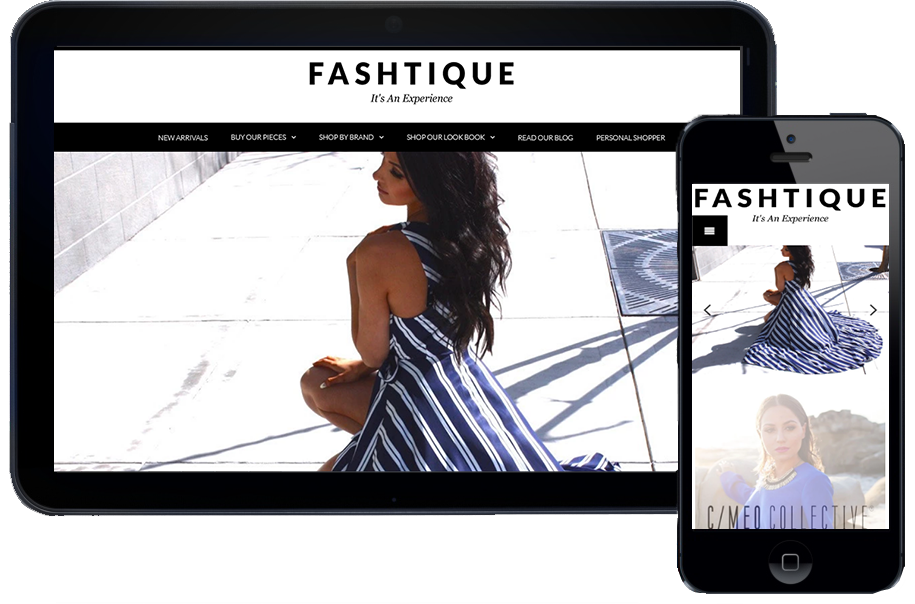 FASHTIQUE
It's An Experience
NEW ARRIVALS BUY OUR PIECES SHOP BY BRAND SHOP OUR LOOK BOOK READ OUR BLOG PERSONAL SHOPPER
FASHTIQUE
It's An Experience
C/MEO COLLECTIVE